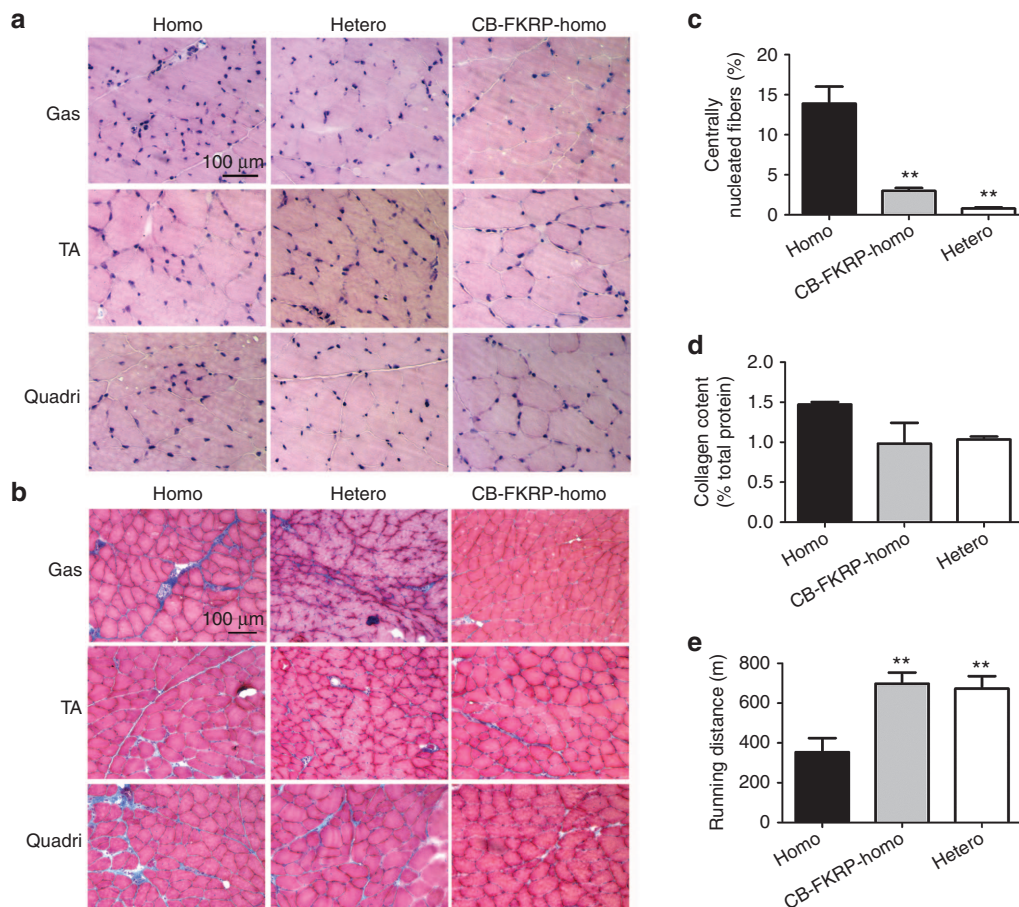 a
Homo
Hetero
CB-FKRP-homo
Gas
100 μm
TA
Quadri
b
Homo
Hetero
CB-FKRP-homo
Gas
100 μm
TA
Quadri
c
Centrally
nucleated fibers (%)
20
15
10
5
0
**
**
Homo
CB-FKRP-homo
Hetero
d
Collagen cotent
(% total protein)
2.0
1.5
1.0
0.5
0.0
Homo
CB-FKRP-homo
Hetero
e
Running distance (m)
800
600
400
200
000
**
**
Homo
CB-FKRP-homo
Hetero